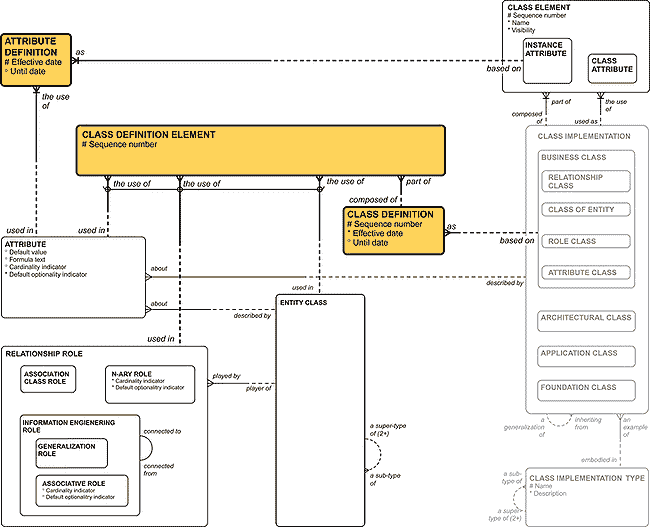 CLASS ELEMENT
# Sequence number
* Name
* Visibility
INSTANCE
ATTRIBUTE
CLASS
ATTRIBUTE
ATTRIBUTE
DEFINITION
# Effective date
° Until date
as
based on
the use
of
part of
the use
of
composed
of
used as
CLASS DEFINITION ELEMENT
# Sequence number
the use of
the use of
the use of
part of
composed of
CLASS DEFINITION
# Sequence number
* Effective date
° Until date
as
based on
CLASS IMPLEMENTATION
BUSINESS CLASS
RELATIONSHIP
CLASS
CLASS OF ENTITY
ROLE CLASS
ATTRIBUTE CLASS
ARCHITECTURAL CLASS
APPLICATION CLASS
FOUNDATION CLASS
used in
used in
ATTRIBUTE
* Default value
° Formula text
° Cardinality indicator
* Default optionality indicator
about
described by
about
described by
used in
used in
ENTITY CLASS
RELATIONSHIP ROLE
ASSOCIATION
CLASS ROLE
N-ARY ROLE
* Cardinality indicator
* Default optionalitry indicator
played by
player of
INFORMATION ENGIENERING
ROLE
GENERALIZATION
ROLE
connected to
connected
from
ASSOCIATIVE ROLE
* Cardinality indicator
* Default optionalitry indicator
a super-type
of (2+)
a sub-type
of
a
generalization
of
inheriting
from
an
example
of
embodied in
CLASS IMPLEMENTATION TYPE
# Name
* Description
a sub-
type of
a super-
type of (2+)